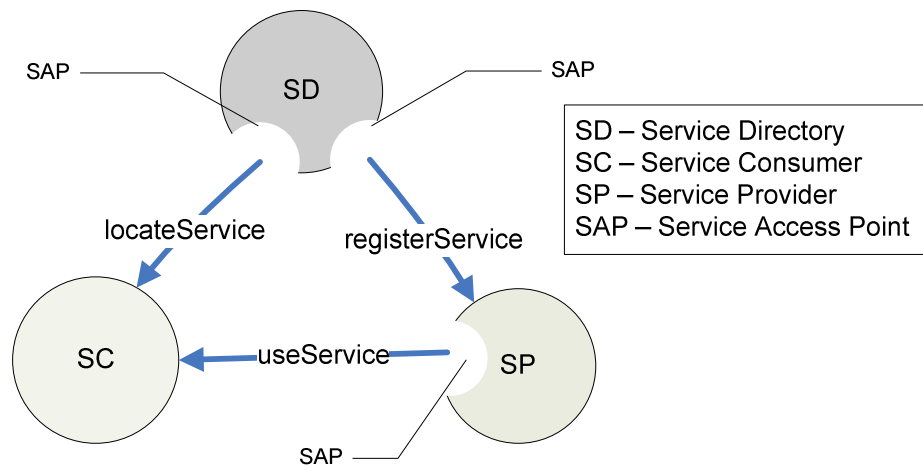 SAP
SD
SAP
SD – Service Directory
SC – Service Consumer
SP – Service Provider
SAP – Service Access Point
locateService
registerService
SC
useService
SP
SAP